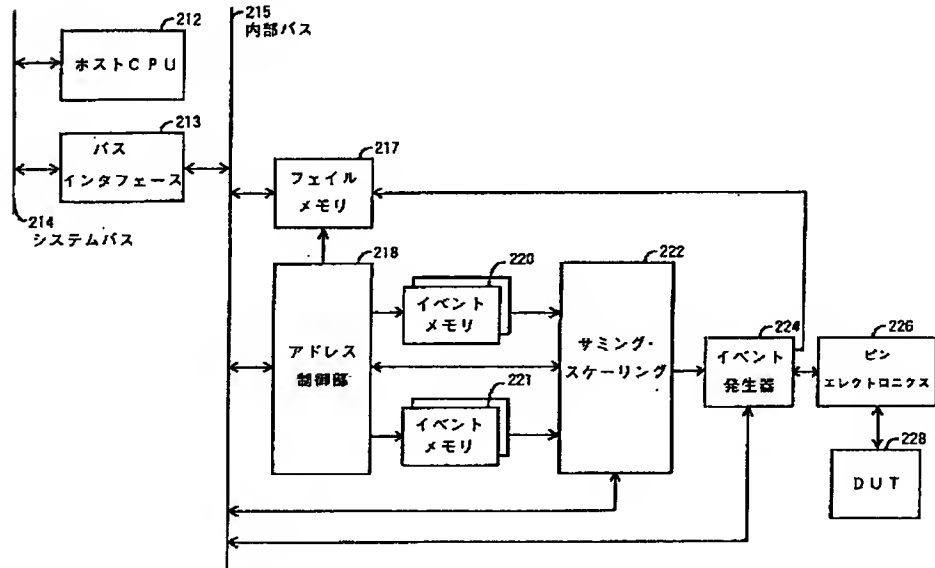 212
ホストCPU
213
バス
インタフェース
214
システムバス
215
内部バス
217
フェイル
メモリ
218
アドレス
制御部
220
イベント
メモリ
221
イベント
メモリ
222
サミング・
スケーリング
224
イベント
発生器
226
ピン
エレクトロニクス
228
DUT